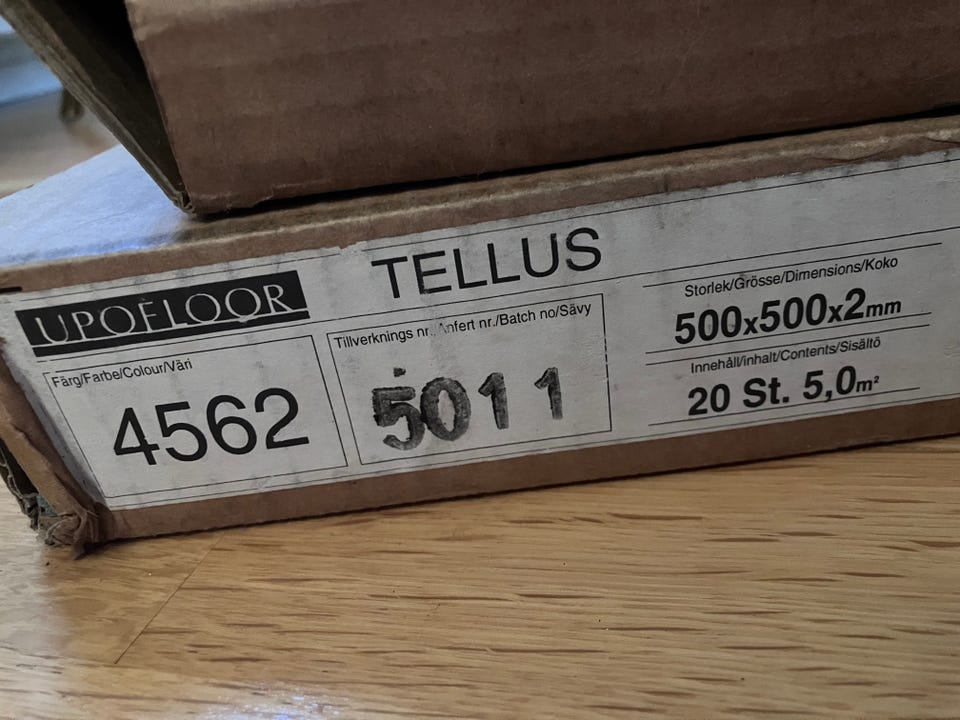 UPOFLOOR
TELLUS
Färg/Farbe/Colour/Väri
4562
Tillverknings nr./Anfert nr./Batch no/Sävy
5011
Storlek/Grösse/Dimensions/Koko
500x500x2mm
Innehåll/inhalt/Contents/Sisältö
20 St. 5,0m²